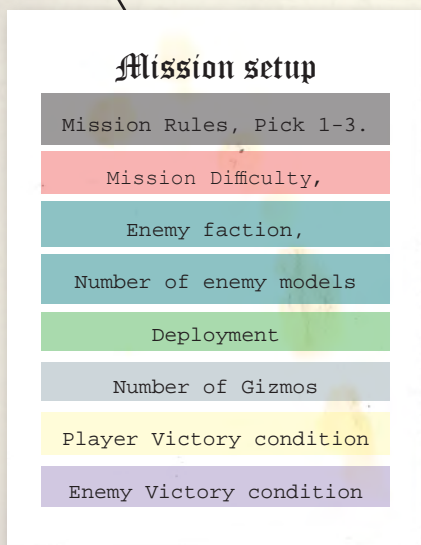 Mission setup
Mission Rules, Pick 1-3.
Mission Difficulty,
Enemy faction,
Number of enemy models
Deployment
Number of Gizmos
Player Victory condition
Enemy Victory condition